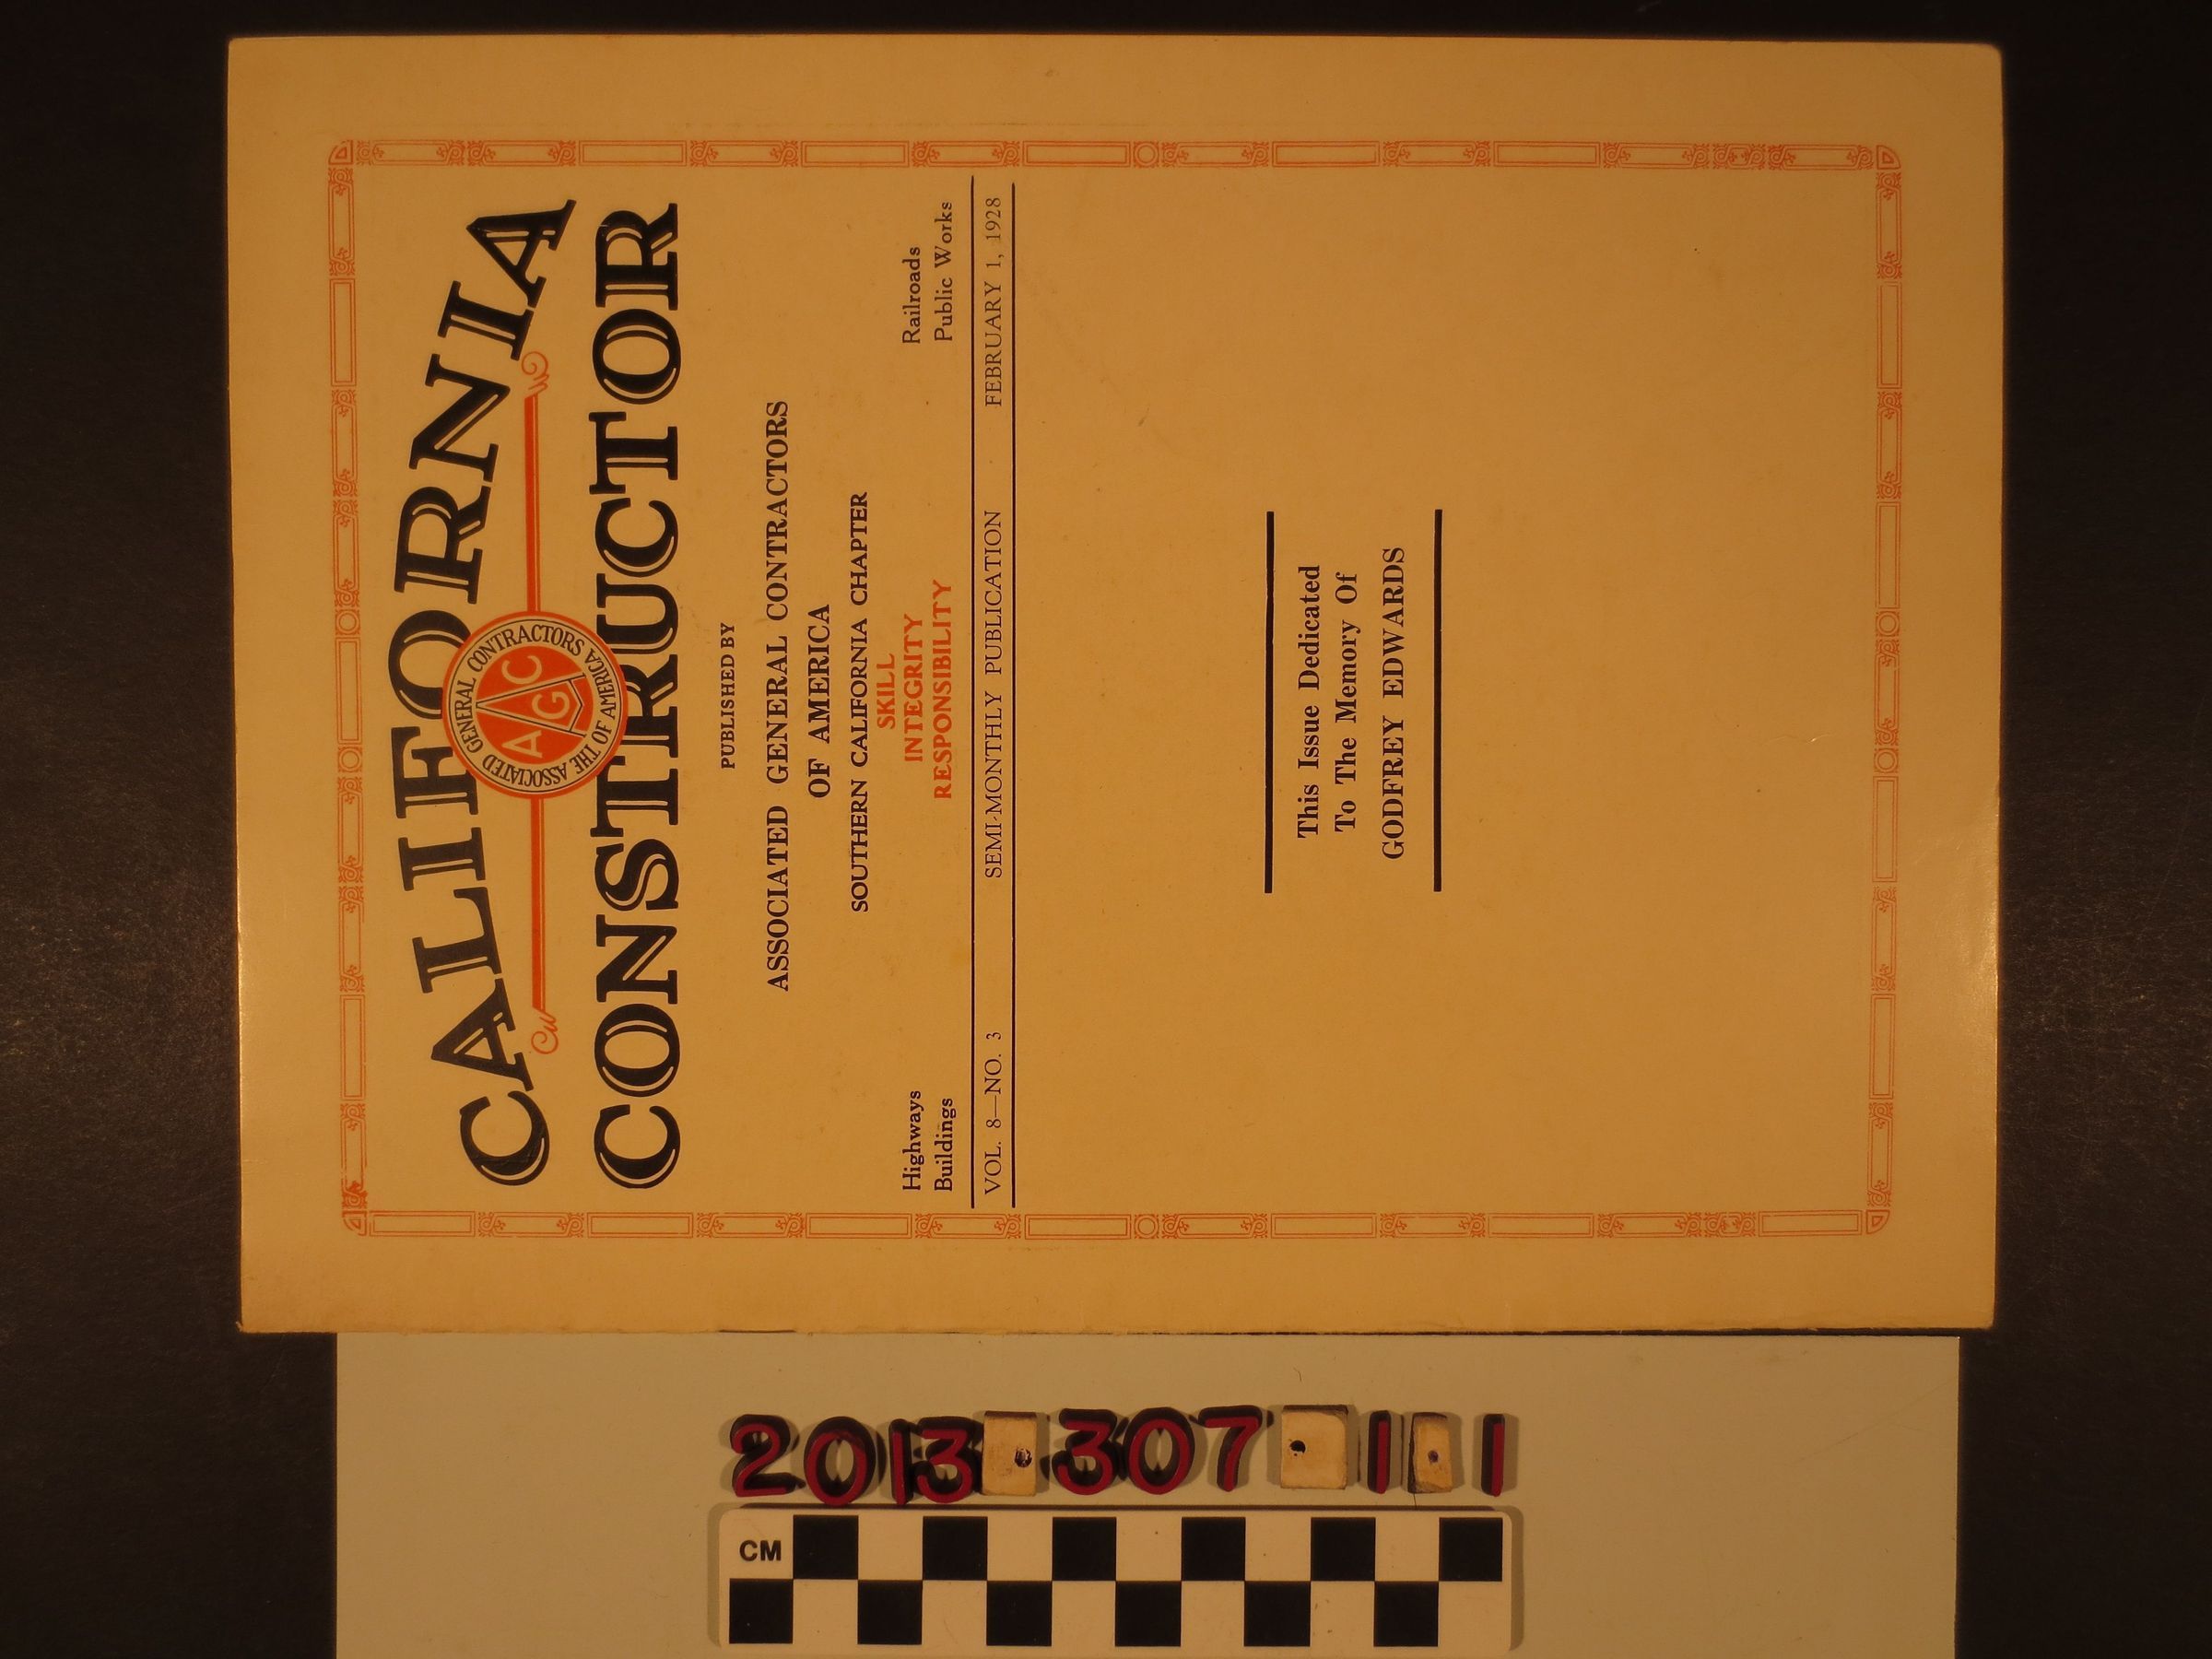 CALIFORNIA
THE ASSOCIATED GENERAL CONTRACTORS OF AMERICA
AGC
CONSTRUCTOR
PUBLISHED BY
ASSOCIATED GENERAL CONTRACTORS
OF AMERICA
SOUTHERN CALIFORNIA CHAPTER
SKILL
Highways INTEGRITY Railroads
Buildings RESPONSIBILITY Public Works
VOL. 8—NO. 3 SEMI-MONTHLY PUBLICATION FEBRUARY 1, 1928
This Issue Dedicated
To The Memory Of
GODFREY EDWARDS
2013.307.1.1
CM